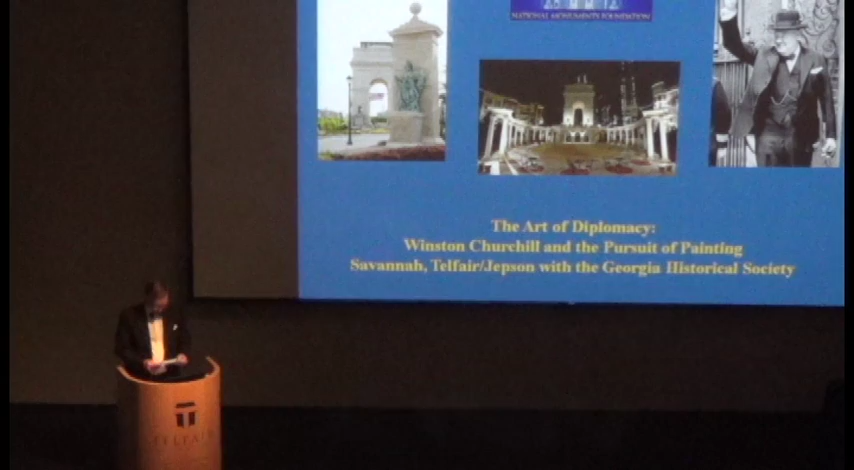 NATIONAL MONUMENTS FOUNDATION
The Art of Diplomacy:
Winston Churchill and the Pursuit of Painting
Savannah, Telfair/Jepson with the Georgia Historical Society
TELFAIR